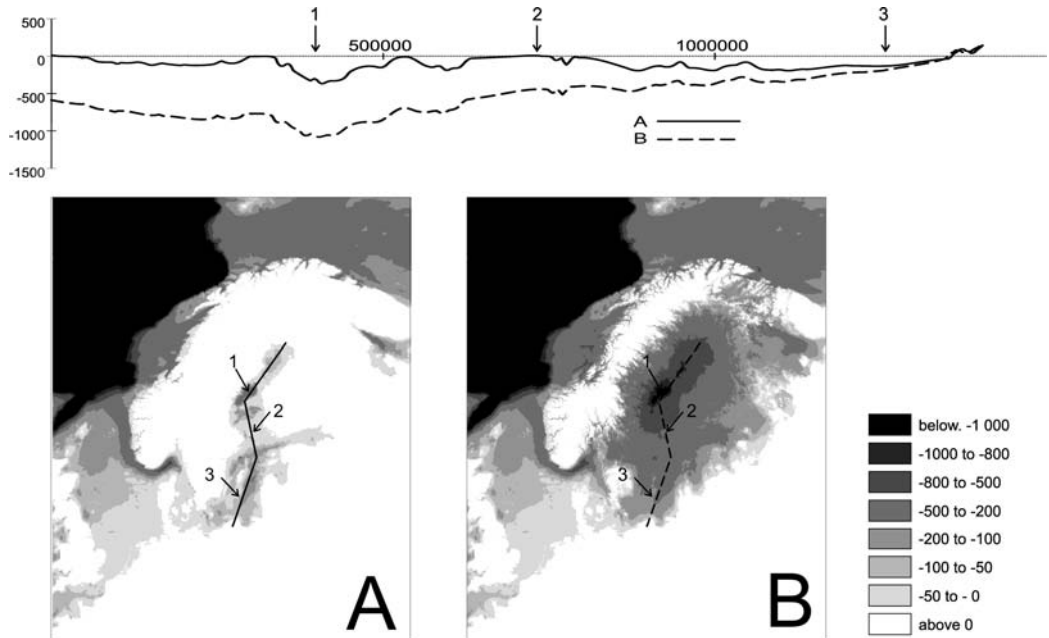 1 2 3
500
0
-500
-1000
-1500
500000 1000000
A
B
1
2
3
A
1
2
3
B
below. -1 000
-1000 to -800
-800 to -500
-500 to -200
-200 to -100
-100 to -50
-50 to - 0
above 0